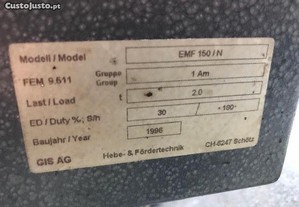 CustoJusto.pt
Modell / Model EMF 150 / N
FEM 9.511 Gruppe Group 1 Am
Last / Load t 2.0
ED / Duty %; S/h 30 / 180
Baujahr / Year 1996
GIS AG Hebe- & Fördertechnik CH-6247 Schötz